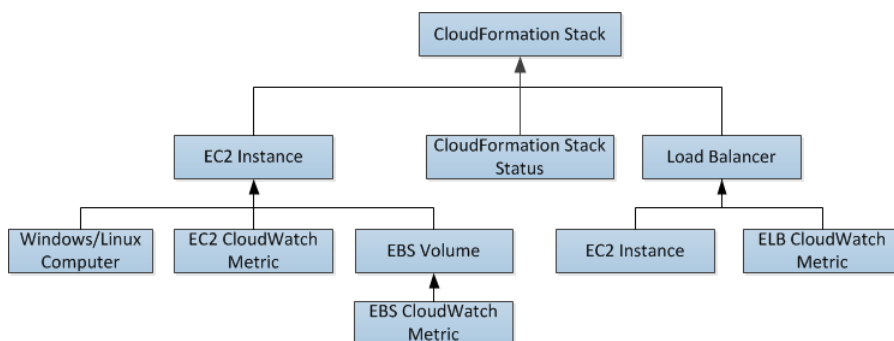 CloudFormation Stack
EC2 Instance
CloudFormation Stack
Status
Load Balancer
Windows/Linux
Computer
EC2 CloudWatch
Metric
EBS Volume
EC2 Instance
ELB CloudWatch
Metric
EBS CloudWatch
Metric